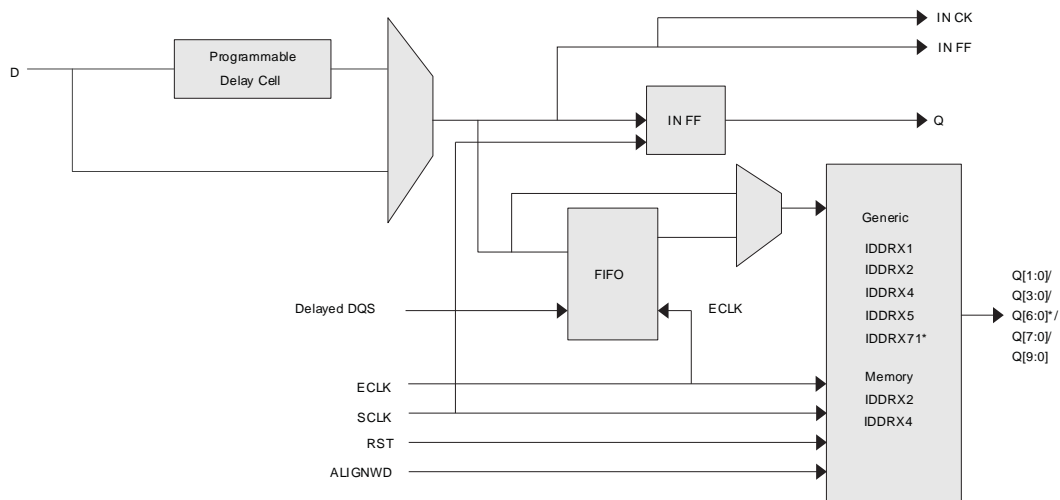 IN CK
IN FF
Programmable
Delay Cell
D
IN FF
Q
Generic
IDDRX1
IDDRX2
IDDRX4
IDDRX5
IDDRX71*
Memory
IDDRX2
IDDRX4
FIFO
Delayed DQS
ECLK
Q[1:0]/
Q[3:0]/
Q[6:0]*/
Q[7:0]/
Q[9:0]
ECLK
SCLK
RST
ALIGNWD